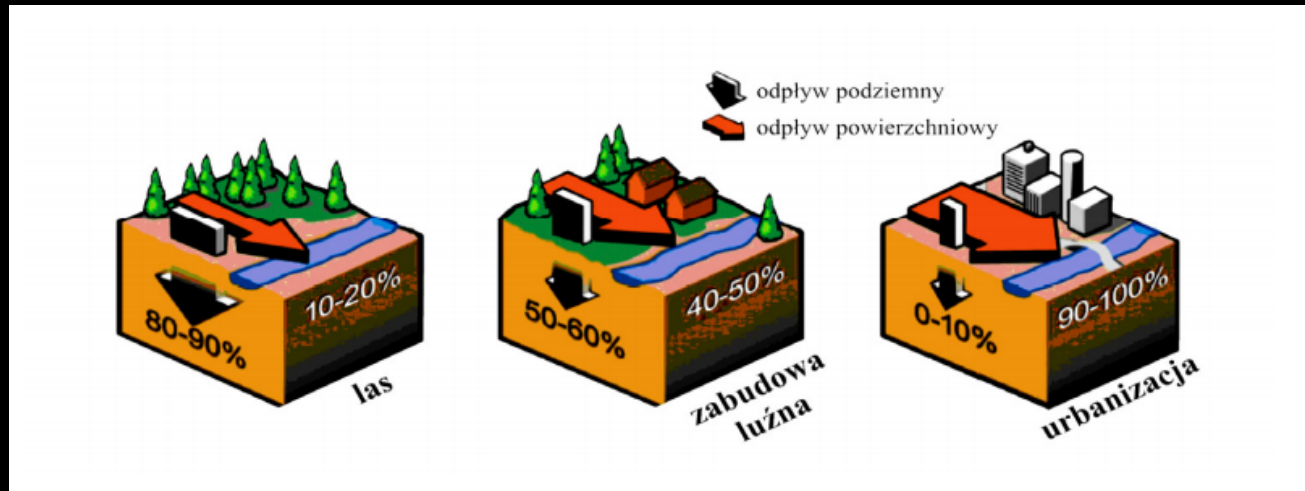 odpływ podziemny
odpływ powierzchniowy
80-90%
10-20%
las
50-60%
40-50%
zabudowa
luźna
0-10%
90-100%
urbanizacja